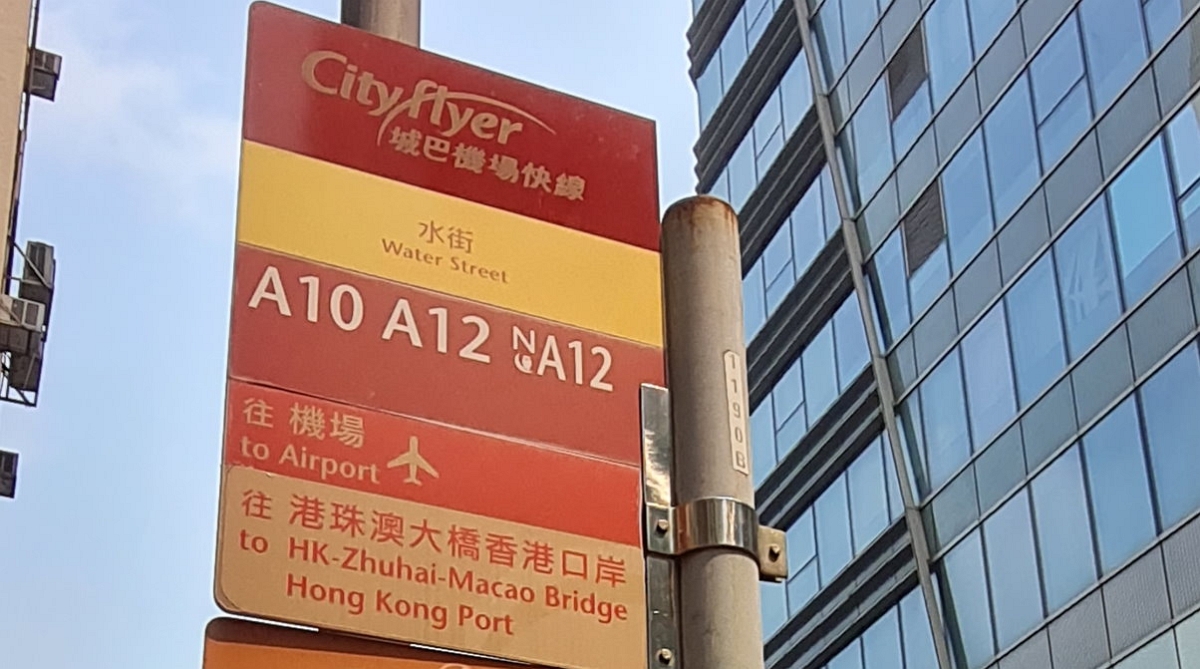 Cityflyer
城巴機場快線
水街
Water Street
A10 A12 NA12
往 機場
to Airport
往 港珠澳大橋香港口岸
to HK-Zhuhai-Macao Bridge
Hong Kong Port
1190B